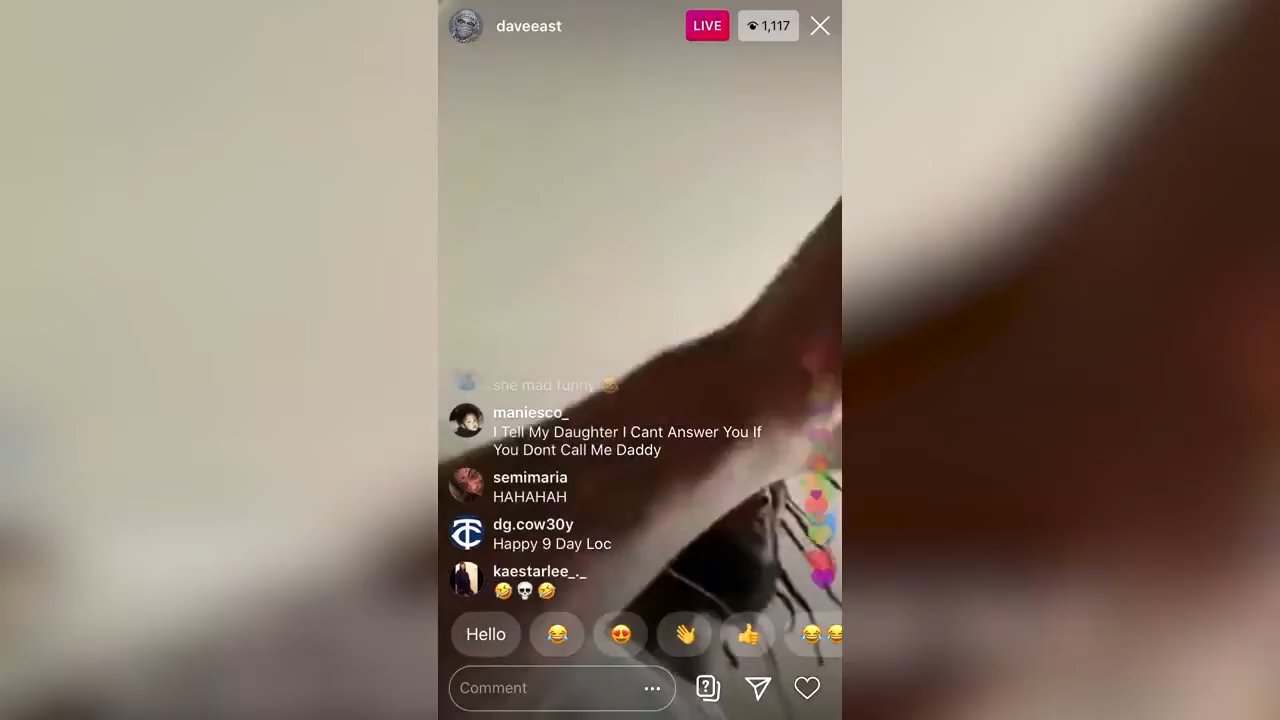 daveeast
LIVE
1,117
she mad funny 😂
maniesco_
I Tell My Daughter I Cant Answer You If
You Dont Call Me Daddy
semimaria
HAHAHAH
dg.cow30y
Happy 9 Day Loc
kaestarlee_._
🤣💀🤣
Hello 😂 😍 👋 👍 😂😂
Comment